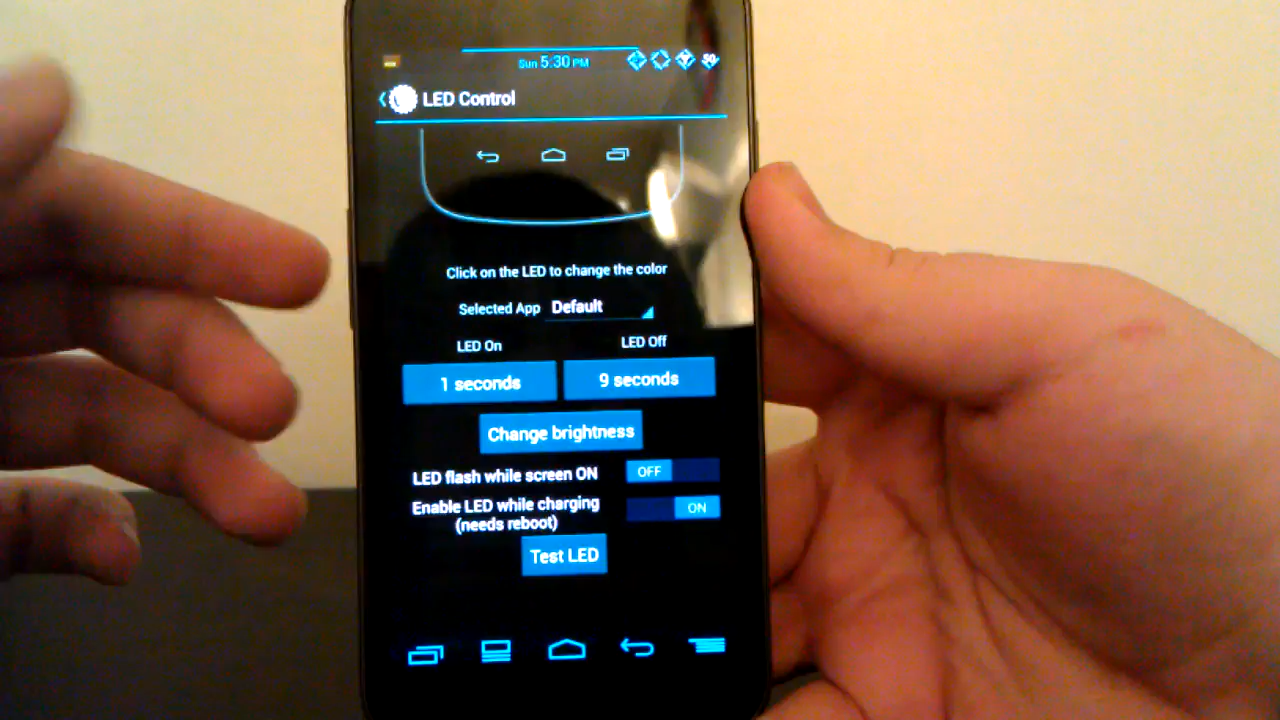 Sun 5:30 PM
LED Control
Click on the LED to change the color
Selected App Default
LED On LED Off
1 seconds 9 seconds
Change brightness
LED flash while screen ON OFF
Enable LED while charging ON
(needs reboot)
Test LED